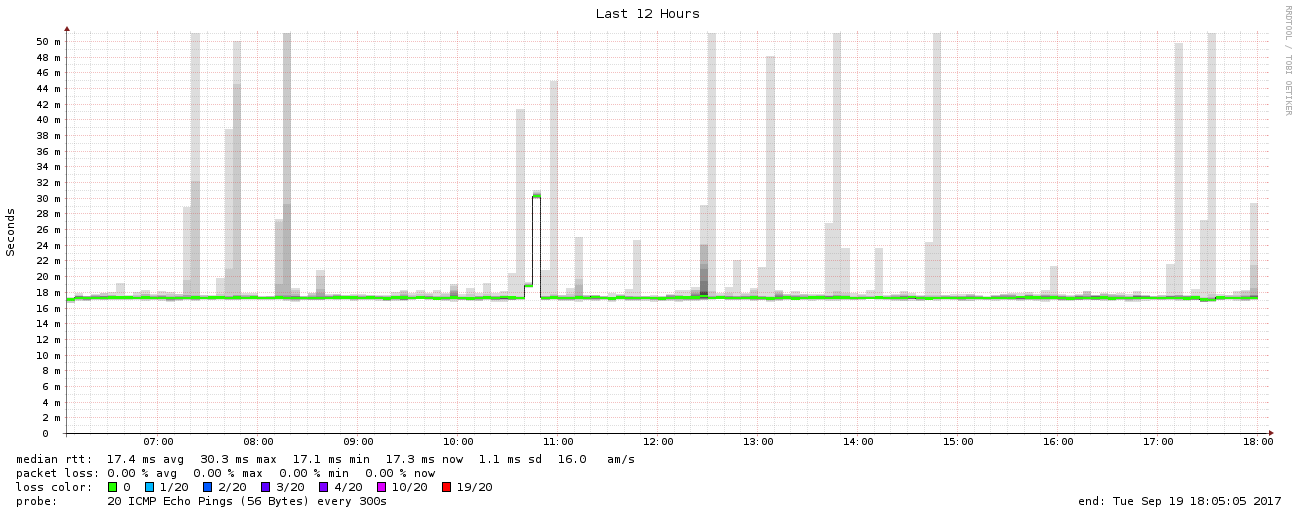 Last 12 Hours
RRDTOOL / TOBI OETIKER
Seconds
50 m
48 m
46 m
44 m
42 m
40 m
38 m
36 m
34 m
32 m
30 m
28 m
26 m
24 m
22 m
20 m
18 m
16 m
14 m
12 m
10 m
8 m
6 m
4 m
2 m
0
07:00 08:00 09:00 10:00 11:00 12:00 13:00 14:00 15:00 16:00 17:00 18:00
median rtt: 17.4 ms avg 30.3 ms max 17.1 ms min 17.3 ms now 1.1 ms sd 16.0 am/s
packet loss: 0.00 % avg 0.00 % max 0.00 % min 0.00 % now
loss color: 0 1/20 2/20 3/20 4/20 10/20 19/20
probe: 20 ICMP Echo Pings (56 Bytes) every 300s end: Tue Sep 19 18:05:05 2017